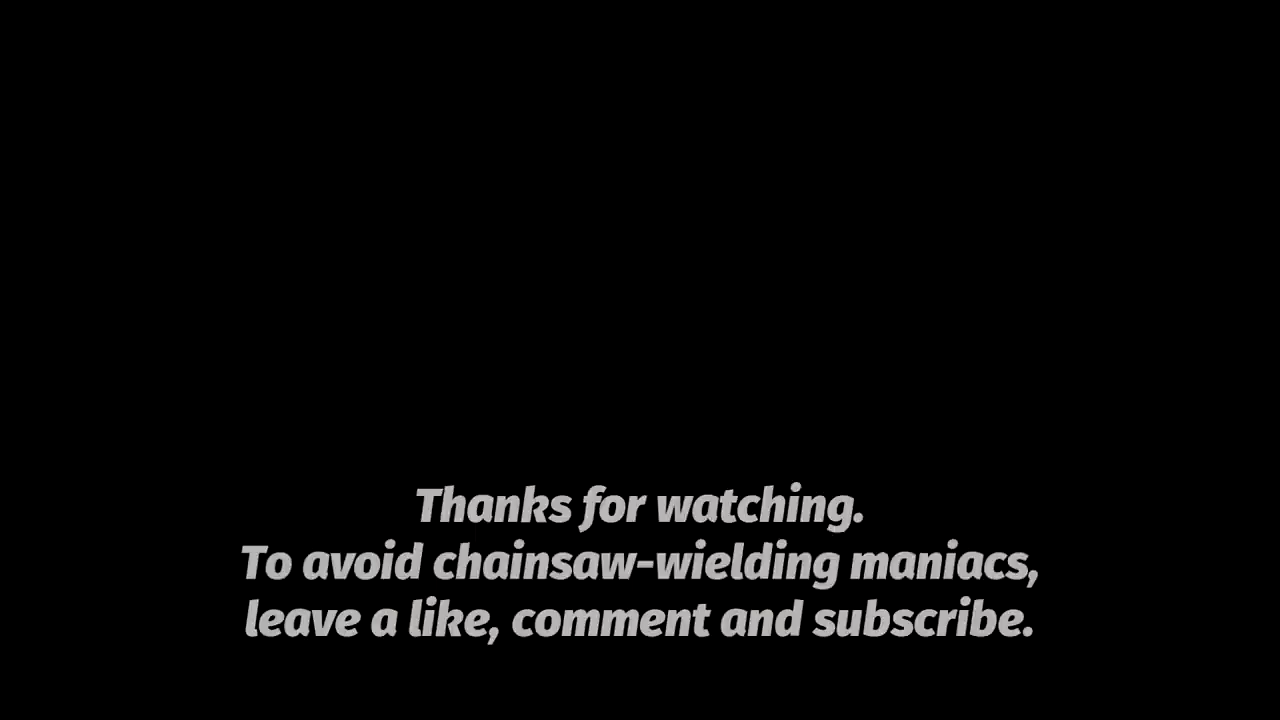 Thanks for watching.
To avoid chainsaw-wielding maniacs,
leave a like, comment and subscribe.